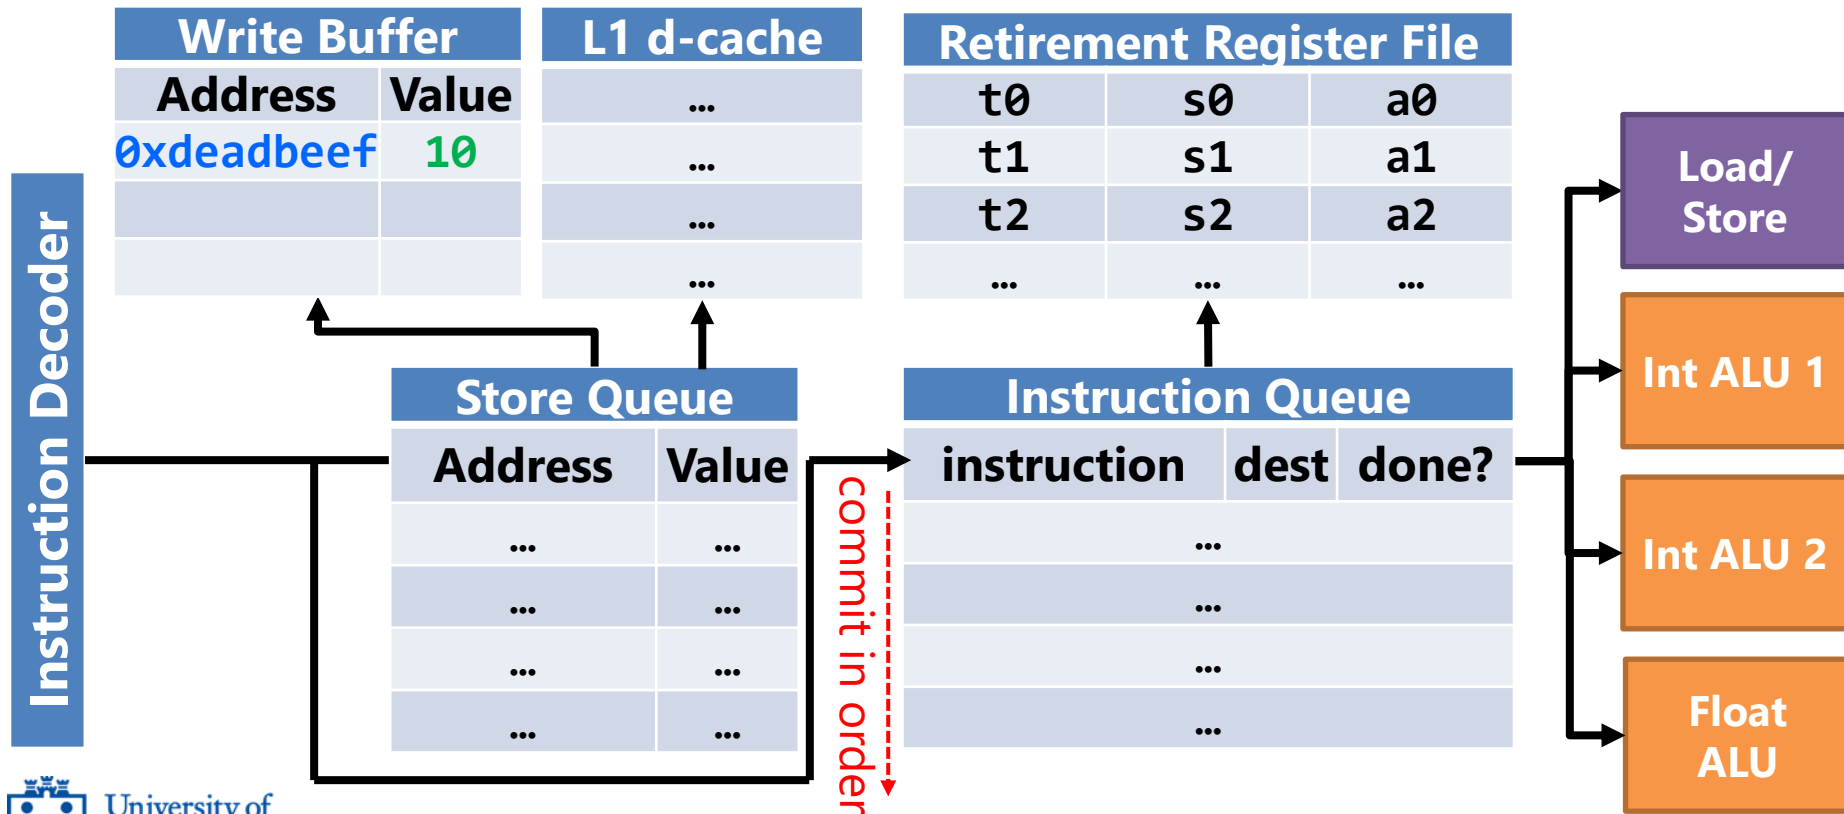 Write Buffer
Address Value
0xdeadbeef 10
L1 d-cache
...
...
...
...
Retirement Register File
t0 s0 a0
t1 s1 a1
t2 s2 a2
... ... ...
Instruction Decoder
Store Queue
Address Value
... ...
... ...
... ...
... ...
commit in order
Instruction Queue
instruction dest done?
...
...
...
...
Load/
Store
Int ALU 1
Int ALU 2
Float
ALU
University of